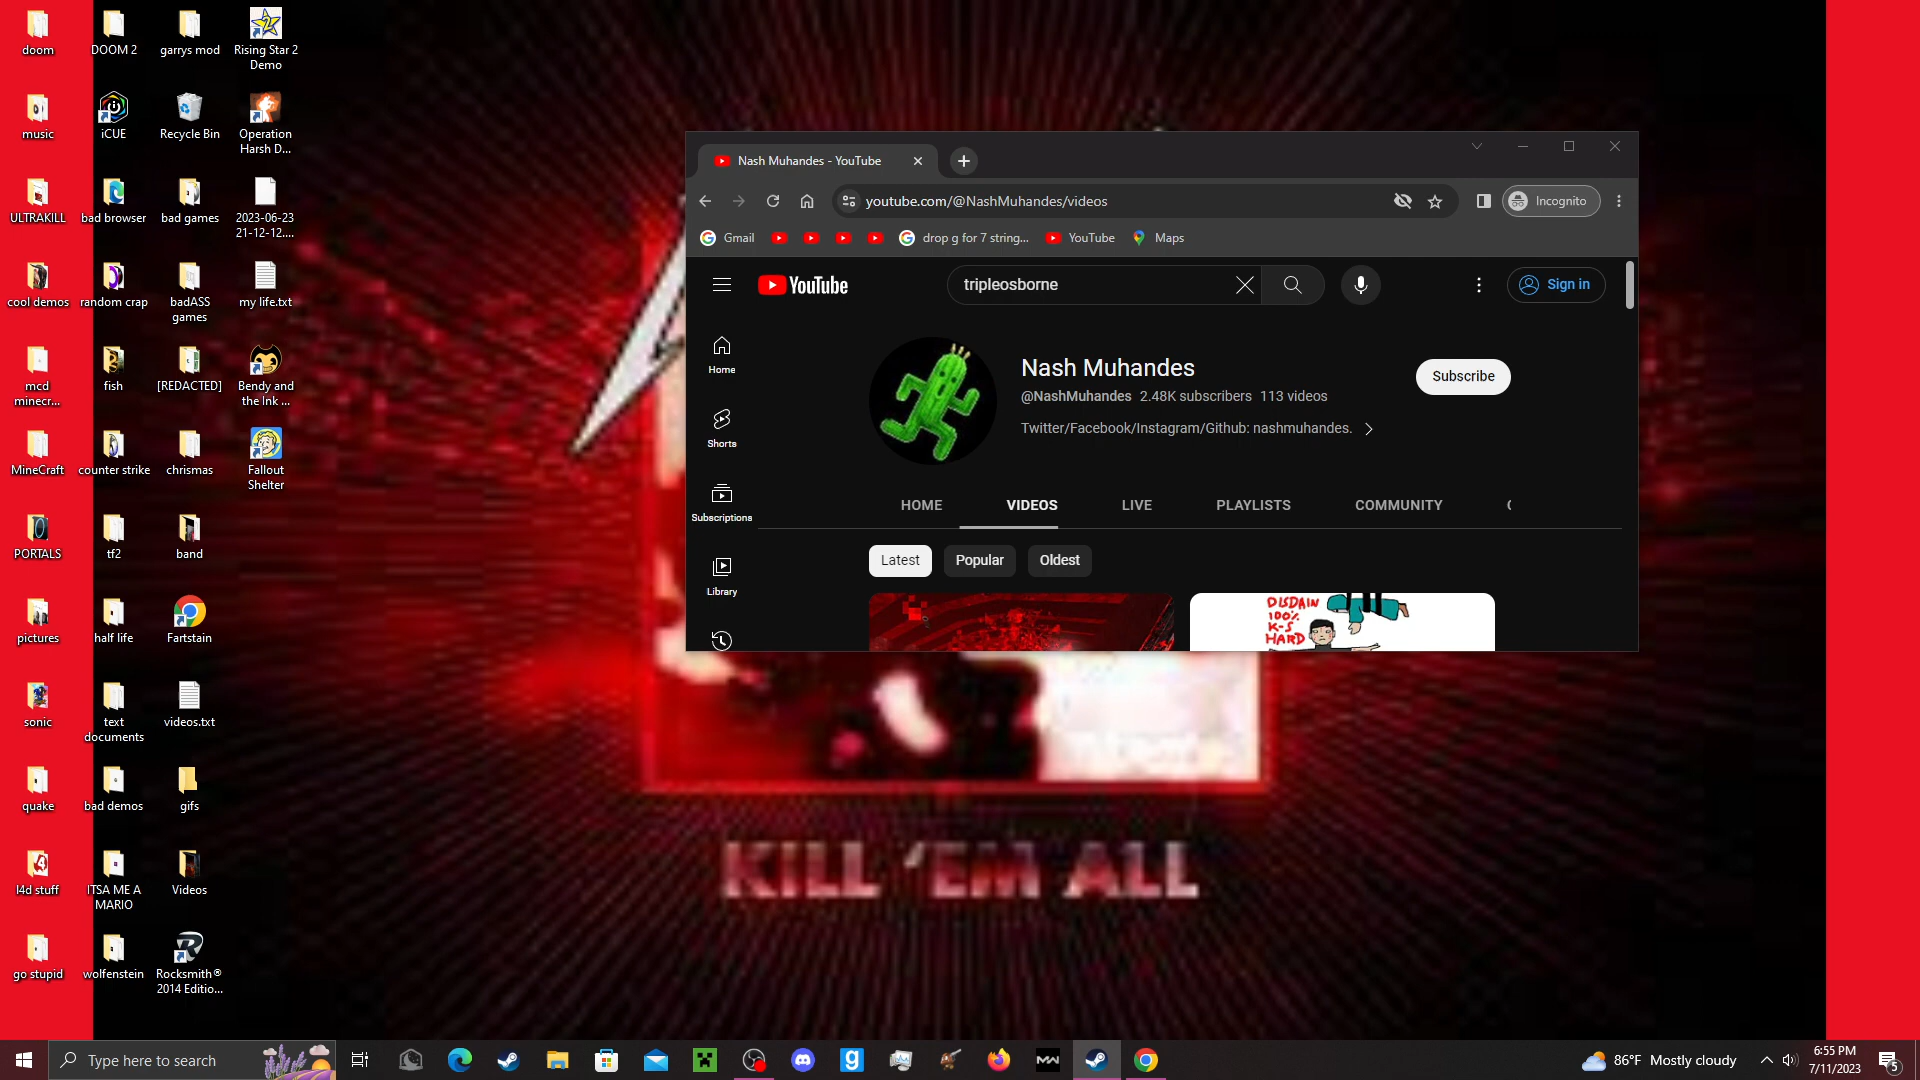 doom
DOOM 2
garrys mod
Rising Star 2
Demo
music
iCUE
Recycle Bin
Operation
Harsh D...
ULTRAKILL
bad browser
bad games
2023-06-23
21-12-12....
cool demos
random crap
badASS
games
my life.txt
mcd
minecr...
fish
[REDACTED]
Bendy and
the Ink ...
MineCraft
counter strike
chrismas
Fallout
Shelter
PORTALS
tf2
band
pictures
half life
Fartstain
sonic
text
documents
videos.txt
quake
bad demos
gifs
l4d stuff
ITSA ME A
MARIO
Videos
go stupid
wolfenstein
Rocksmith®
2014 Editio...
Nash Muhandes - YouTube
youtube.com/@NashMuhandes/videos
Incognito
Gmail
drop g for 7 string...
YouTube
Maps
YouTube
tripleosborne
Sign in
Home
Shorts
Subscriptions
Library
Nash Muhandes
@NashMuhandes 2.48K subscribers 113 videos
Twitter/Facebook/Instagram/Github: nashmuhandes.
Subscribe
HOME
VIDEOS
LIVE
PLAYLISTS
COMMUNITY
Latest
Popular
Oldest
DISDAIN
100%
K-S
HARD
KILL 'EM ALL
Type here to search
86°F Mostly cloudy
6:55 PM
7/11/2023
5